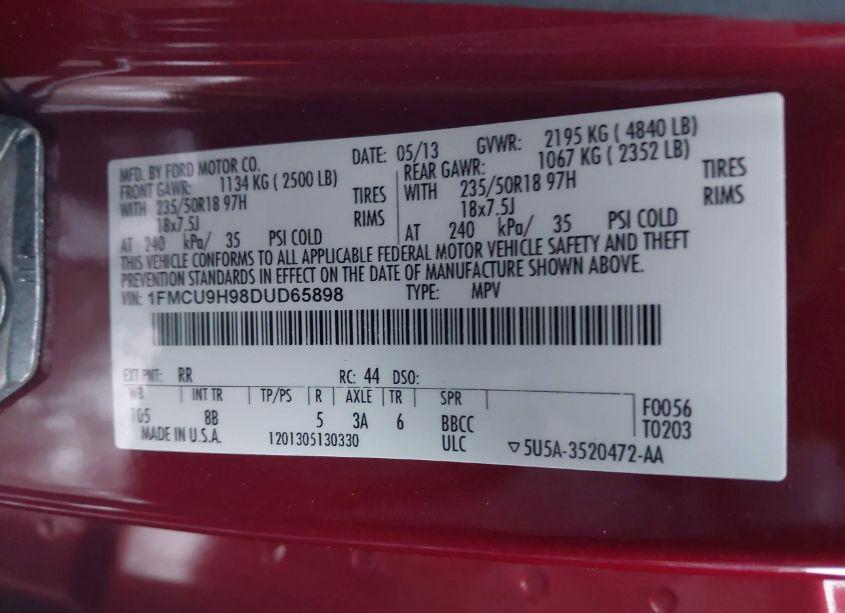 MFD. BY FORD MOTOR CO. DATE: 05/13 GVWR: 2195 KG ( 4840 LB)
FRONT GAWR: 1134 KG ( 2500 LB) REAR GAWR: 1067 KG ( 2352 LB)
WITH 235/50R18 97H TIRES WITH 235/50R18 97H TIRES
18x7.5J RIMS 18x7.5J RIMS
AT 240 kPa/ 35 PSI COLD AT 240 kPa/ 35 PSI COLD
THIS VEHICLE CONFORMS TO ALL APPLICABLE FEDERAL MOTOR VEHICLE SAFETY AND THEFT
PREVENTION STANDARDS IN EFFECT ON THE DATE OF MANUFACTURE SHOWN ABOVE.
VIN: 1FMCU9H98DUD65898 TYPE: MPV
EXT PNT: RR RC: 44 DSO:
WB INT TR TP/PS R AXLE TR SPR
105 8B 5 3A 6 BBCC F0056
MADE IN U.S.A. 1201305130330 ULC T0203
▽5U5A-3520472-AA